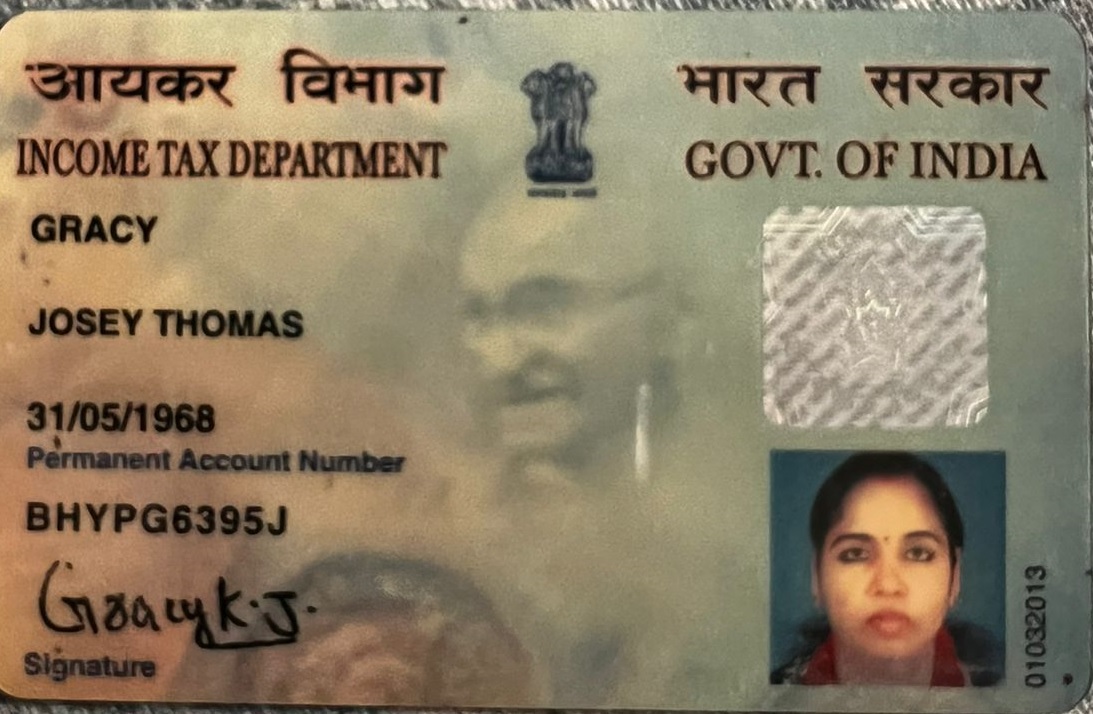 आयकर विभाग भारत सरकार
INCOME TAX DEPARTMENT GOVT. OF INDIA
GRACY
JOSEY THOMAS
31/05/1968
Permanent Account Number
BHYPG6395J
Gracy K.J.
Signature
01032013